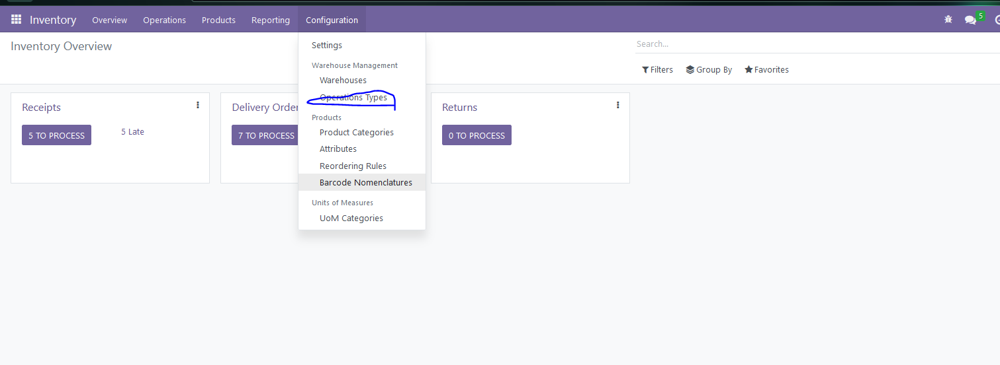 Inventory Overview Operations Products Reporting Configuration 5
Inventory Overview
Search...
Filters Group By Favorites
Settings
Warehouse Management
Warehouses
Operations Types
Products
Product Categories
Attributes
Reordering Rules
Barcode Nomenclatures
Units of Measures
UoM Categories
Receipts
5 TO PROCESS 5 Late
Delivery Order
7 TO PROCESS
Returns
0 TO PROCESS